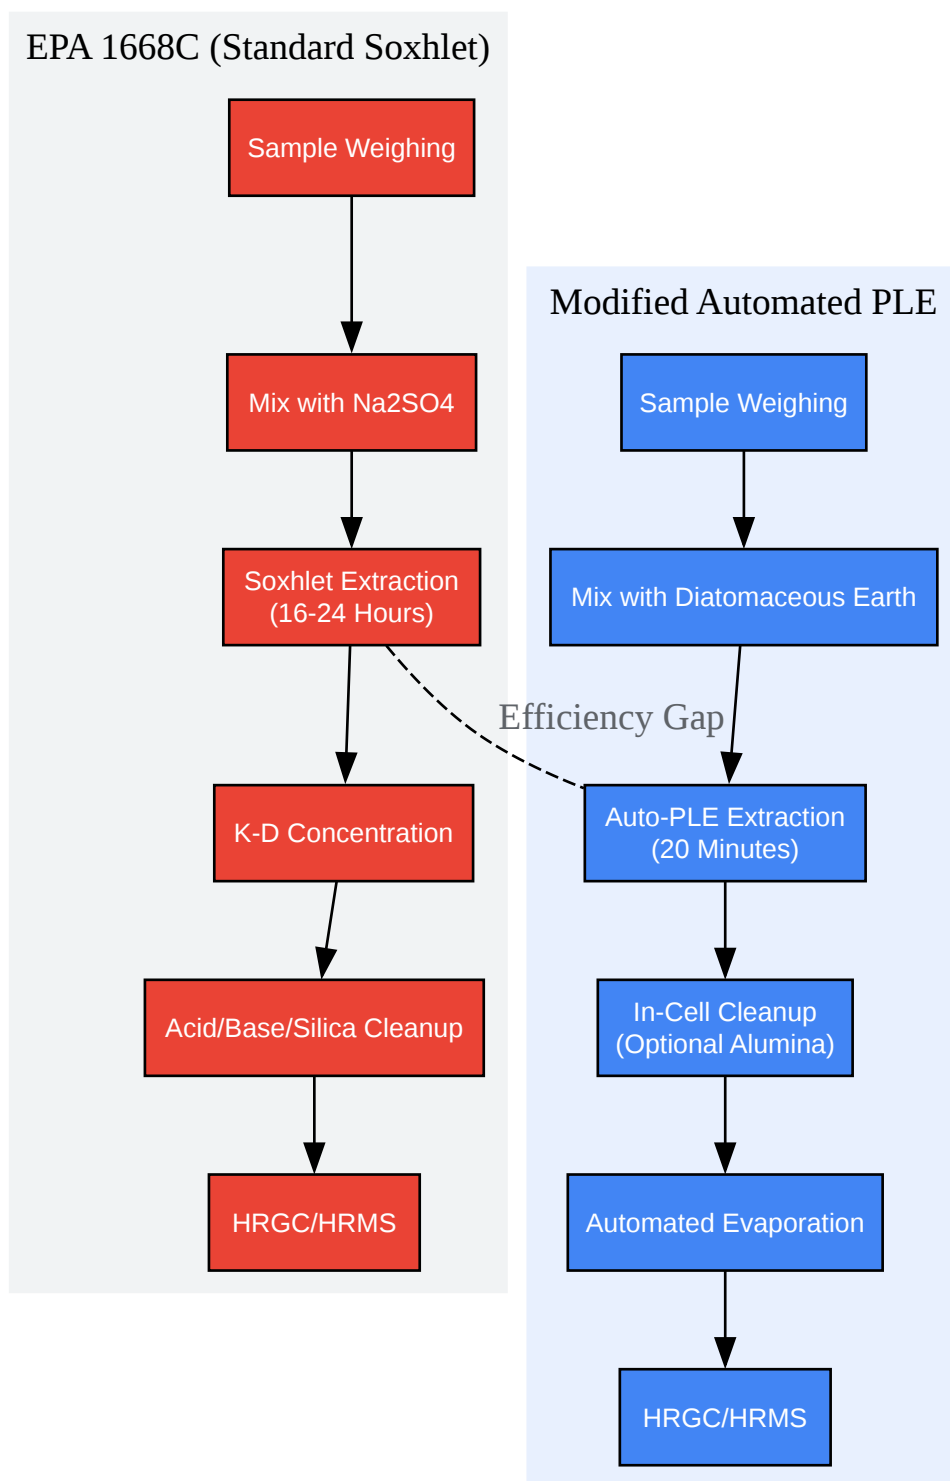 EPA 1668C (Standard Soxhlet)
Sample Weighing
Mix with Na2SO4
Soxhlet Extraction
(16-24 Hours)
K-D Concentration
Acid/Base/Silica Cleanup
HRGC/HRMS
Efficiency Gap
Modified Automated PLE
Sample Weighing
Mix with Diatomaceous Earth
Auto-PLE Extraction
(20 Minutes)
In-Cell Cleanup
(Optional Alumina)
Automated Evaporation
HRGC/HRMS